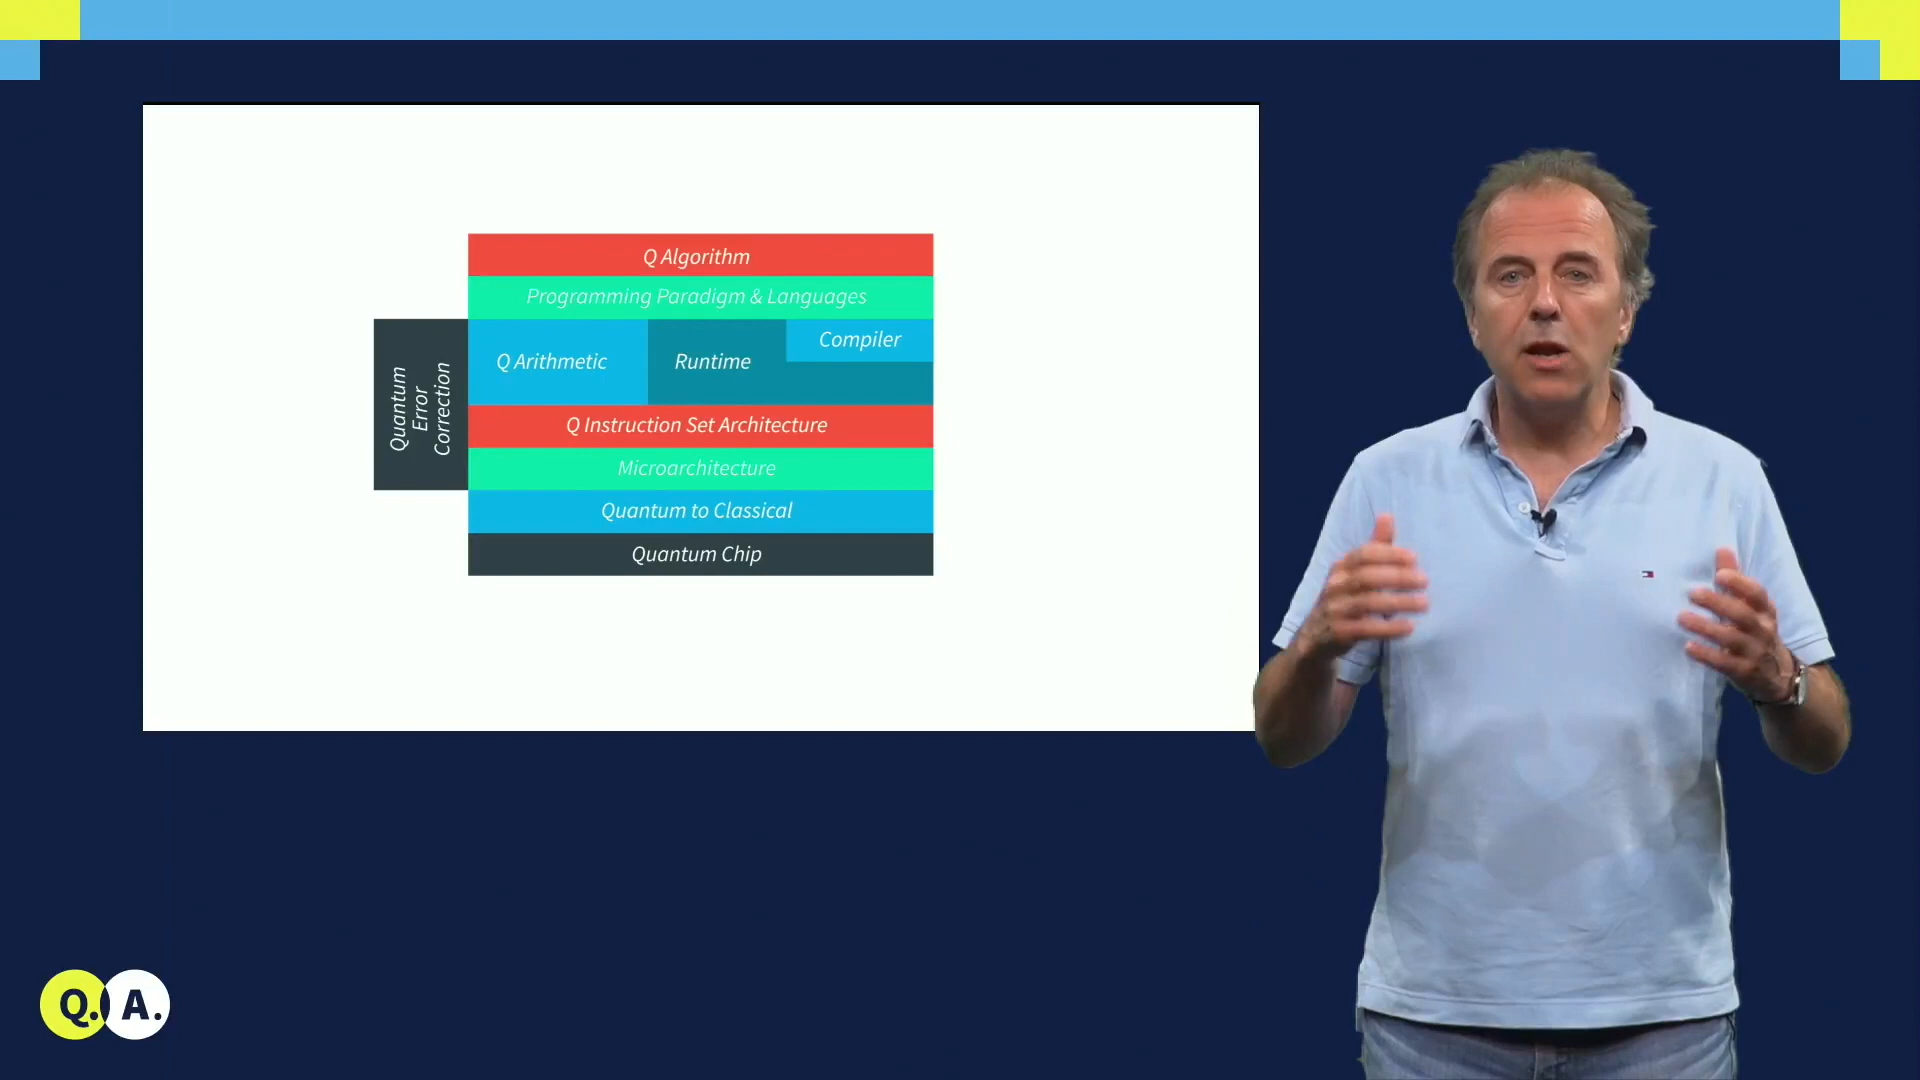 Q Algorithm
Programming Paradigm & Languages
Quantum
Error
Correction
Q Arithmetic
Runtime
Compiler
Q Instruction Set Architecture
Microarchitecture
Quantum to Classical
Quantum Chip
Q. A.